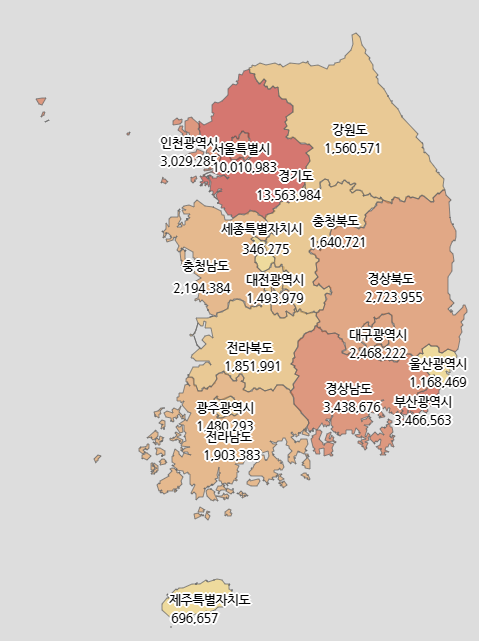 강원도
1,560,571
인천광역시
3,029,285
서울특별시
10,010,983
경기도
13,563,984
충청북도
1,640,721
세종특별자치시
346,275
충청남도
2,194,384
대전광역시
1,493,979
경상북도
2,723,955
대구광역시
2,468,222
전라북도
1,851,991
울산광역시
1,168,469
경상남도
3,438,676
부산광역시
3,466,563
광주광역시
1,480,293
전라남도
1,903,383
제주특별자치도
696,657